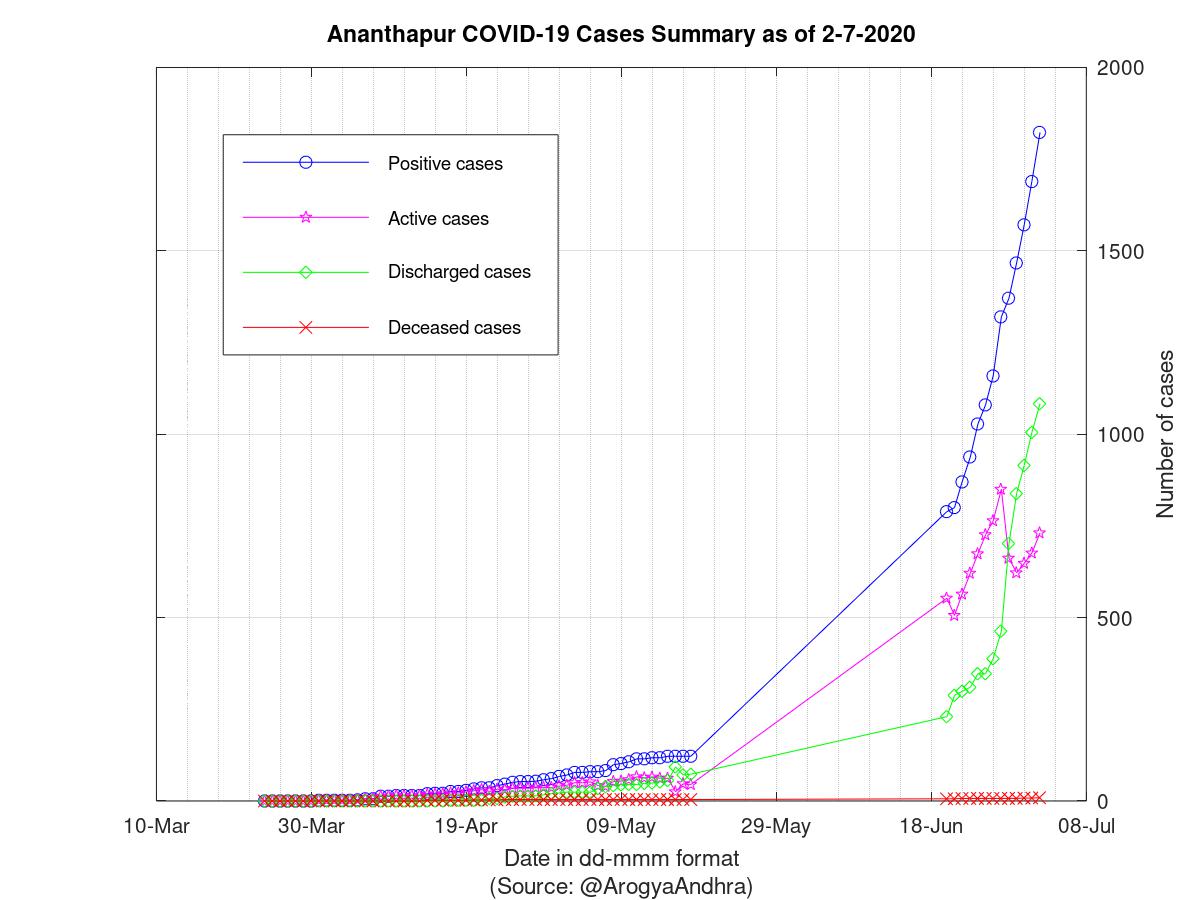 Ananthapur COVID-19 Cases Summary as of 2-7-2020
Positive cases
Active cases
Discharged cases
Deceased cases
2000
1500
1000
500
0
Number of cases
10-Mar 30-Mar 19-Apr 09-May 29-May 18-Jun 08-Jul
Date in dd-mmm format
(Source: @ArogyaAndhra)